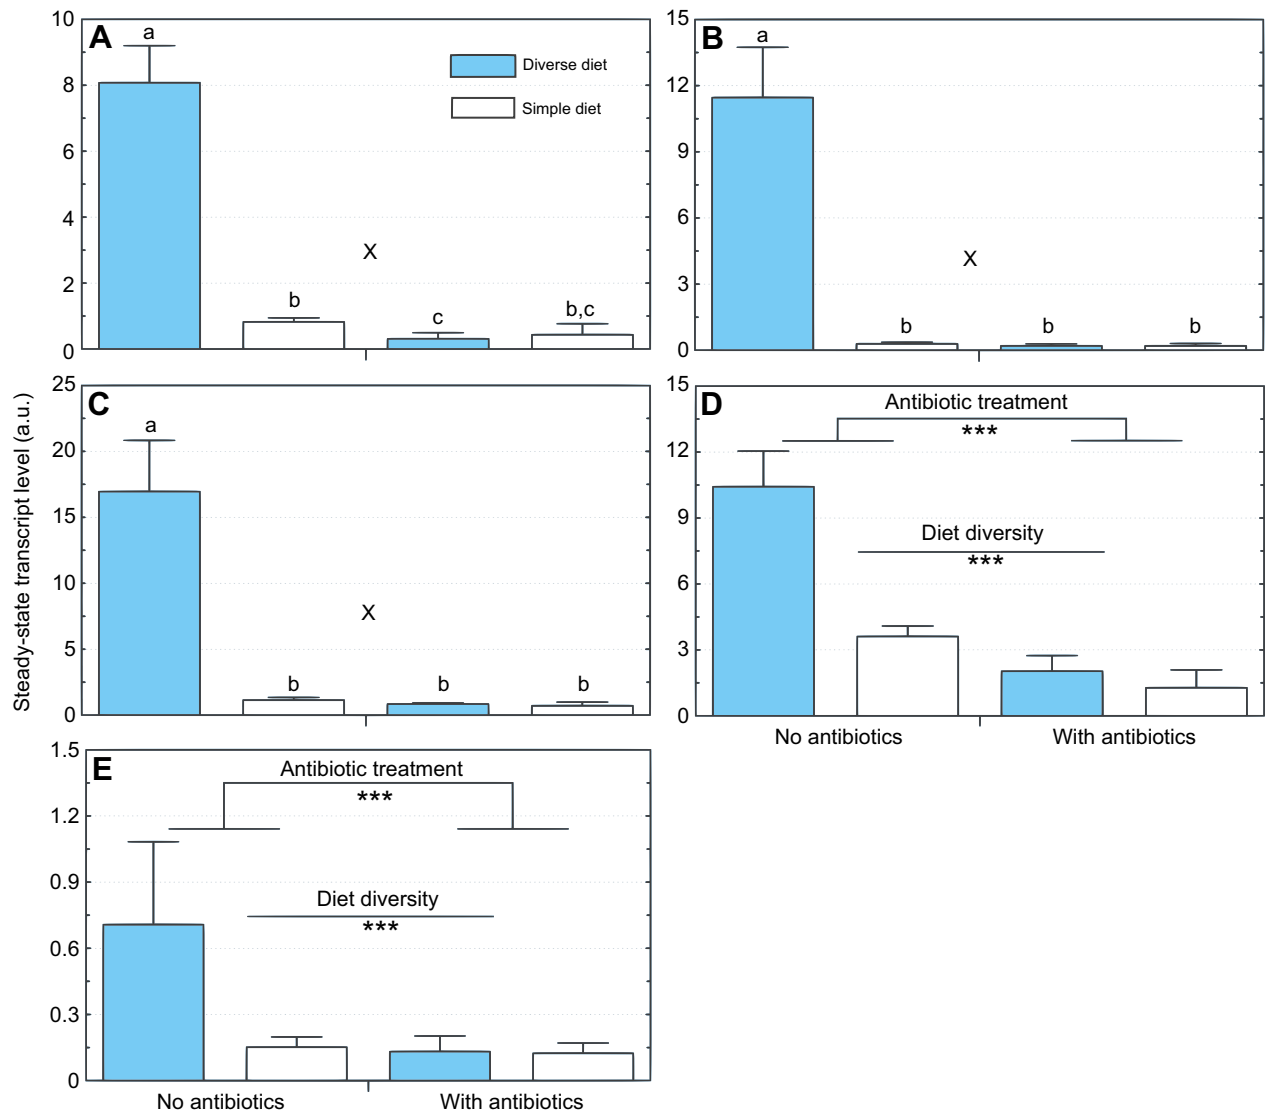 Steady-state transcript level (a.u.)
A
10
8
6
4
2
0
a
b
c
b,c
X
Diverse diet
Simple diet
B
15
12
9
6
3
0
a
b
b
b
X
C
25
20
15
10
5
0
a
b
b
b
X
D
15
12
9
6
3
0
Antibiotic treatment
***
Diet diversity
***
No antibiotics
With antibiotics
E
1.5
1.2
0.9
0.6
0.3
0
Antibiotic treatment
***
Diet diversity
***
No antibiotics
With antibiotics